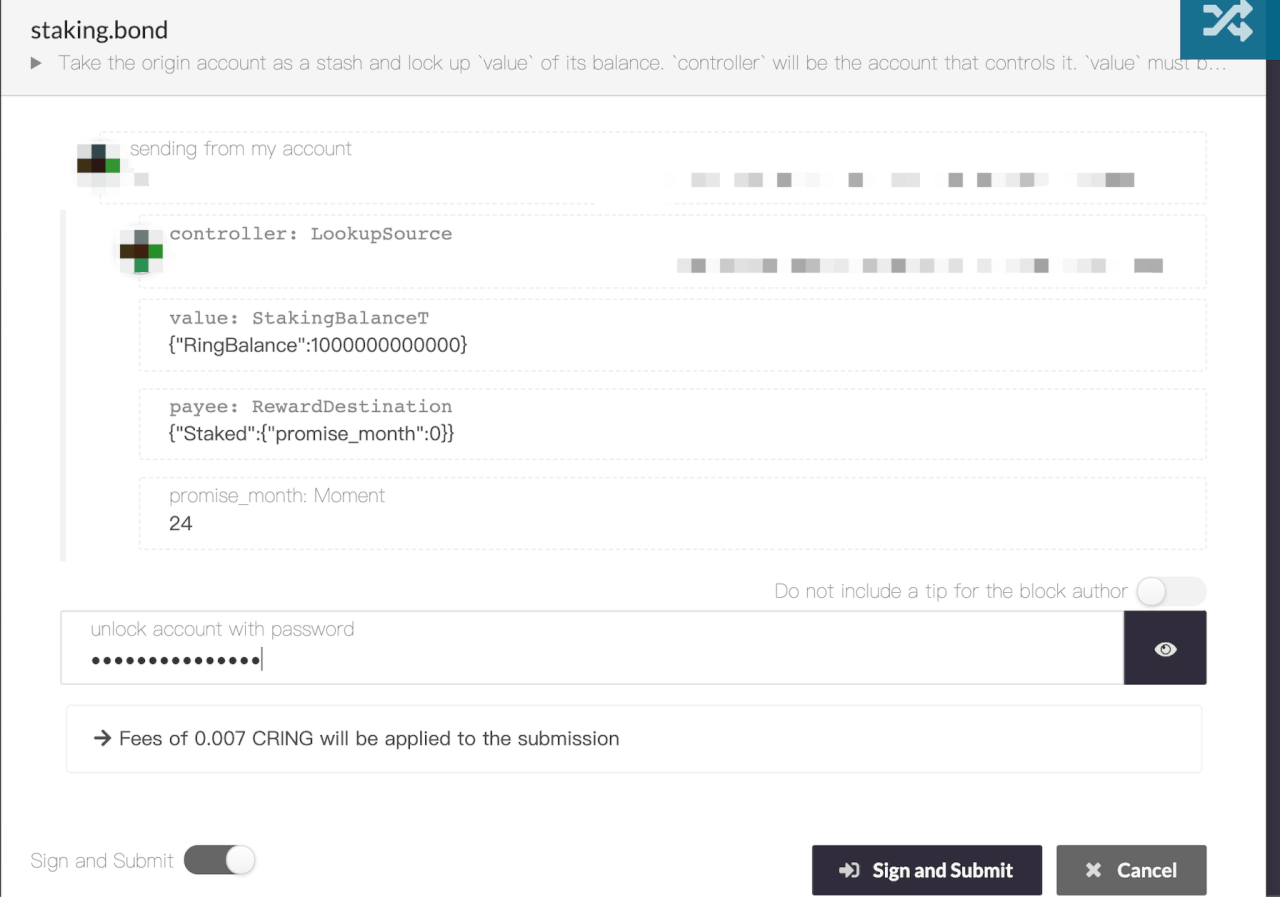 staking.bond
Take the origin account as a stash and lock up `value` of its balance. `controller` will be the account that controls it. `value` must b...
sending from my account
controller: LookupSource
value: StakingBalanceT
{"RingBalance":1000000000000}
payee: RewardDestination
{"Staked":{"promise_month":0}}
promise_month: Moment
24
Do not include a tip for the block author
unlock account with password
•••••••••••••••
Fees of 0.007 CRING will be applied to the submission
Sign and Submit
Sign and Submit
Cancel